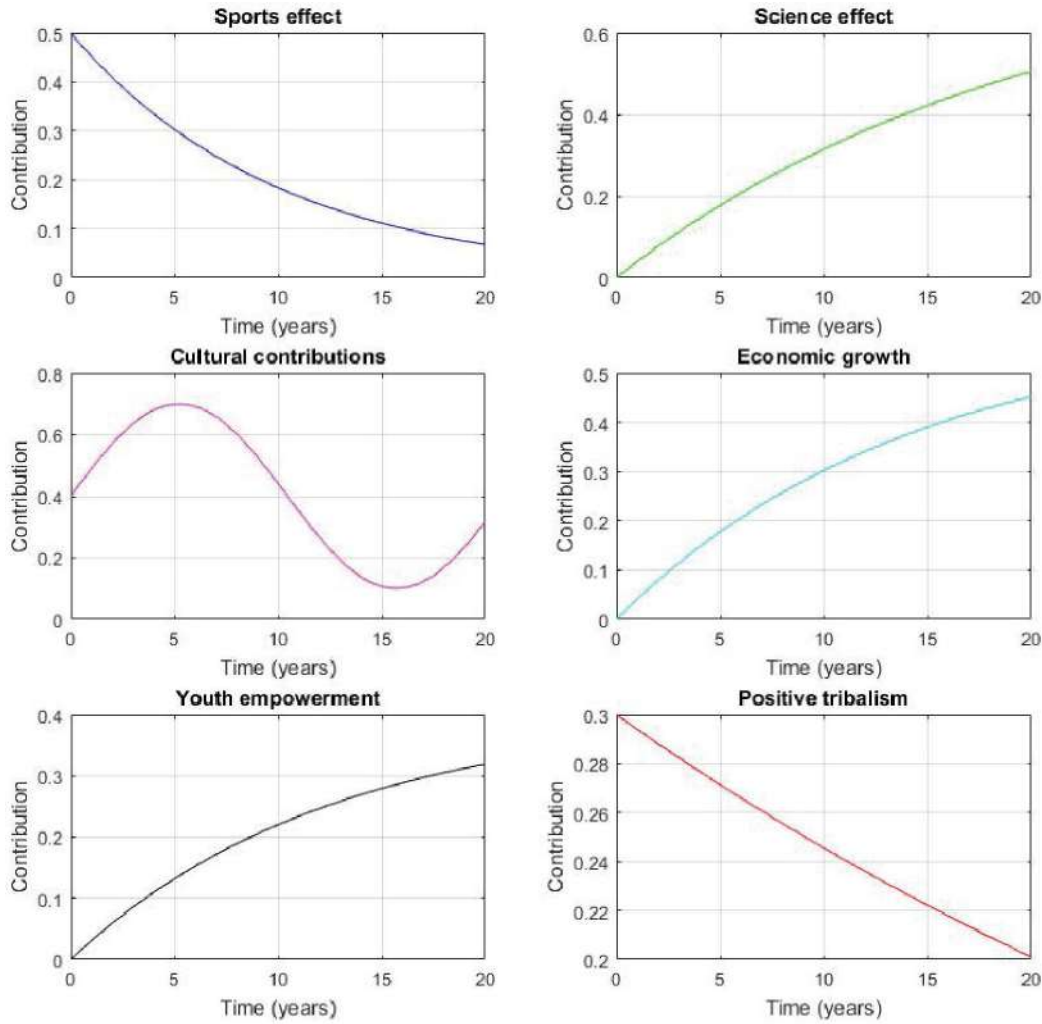 Sports effect
Contribution
0.5
0.4
0.3
0.2
0.1
0
0 5 10 15 20
Time (years)
Science effect
Contribution
0.6
0.4
0.2
0
0 5 10 15 20
Time (years)
Cultural contributions
Contribution
0.8
0.6
0.4
0.2
0
0 5 10 15 20
Time (years)
Economic growth
Contribution
0.5
0.4
0.3
0.2
0.1
0
0 5 10 15 20
Time (years)
Youth empowerment
Contribution
0.4
0.3
0.2
0.1
0
0 5 10 15 20
Time (years)
Positive tribalism
Contribution
0.3
0.28
0.26
0.24
0.22
0.2
0 5 10 15 20
Time (years)